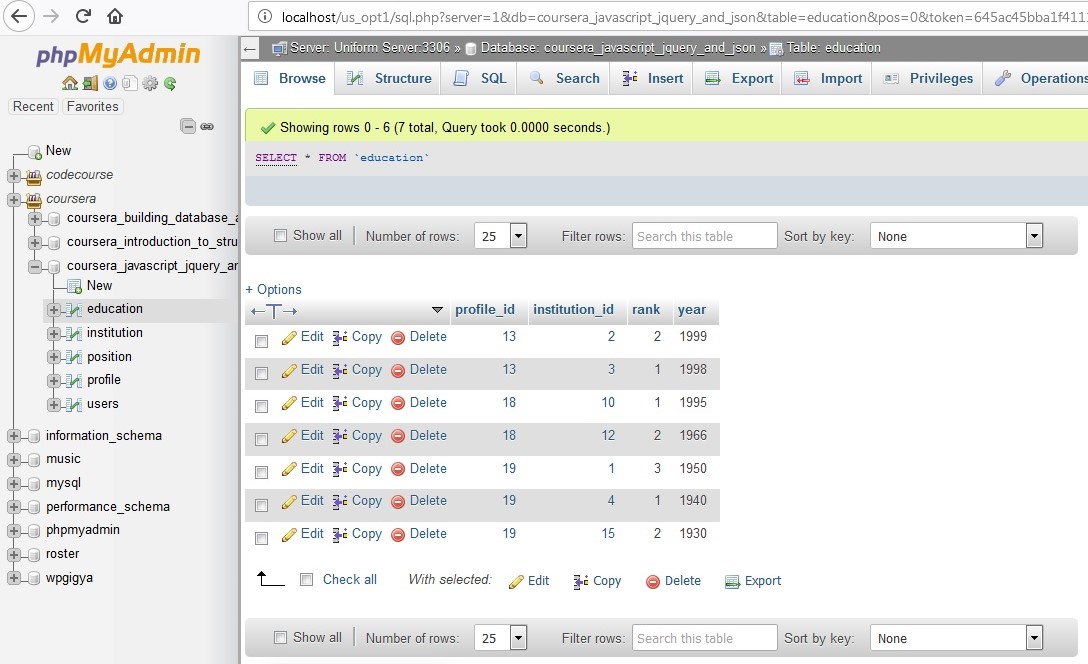 localhost/us_opt1/sql.php?server=1&db=coursera_javascript_jquery_and_json&table=education&pos=0&token=645ac45bba1f411
phpMyAdmin
Recent Favorites
New
codecourse
coursera
coursera_building_database_a
coursera_introduction_to_stru
coursera_javascript_jquery_an
New
education
institution
position
profile
users
information_schema
music
mysql
performance_schema
phpmyadmin
roster
wpgigya
Server: Uniform Server:3306 » Database: coursera_javascript_jquery_and_json » Table: education
Browse Structure SQL Search Insert Export Import Privileges Operations
Showing rows 0 - 6 (7 total, Query took 0.0000 seconds.)
SELECT * FROM `education`
Show all Number of rows: 25 Filter rows: Search this table Sort by key: None
+ Options
←T→ profile_id institution_id rank year
Edit Copy Delete 13 2 2 1999
Edit Copy Delete 13 3 1 1998
Edit Copy Delete 18 10 1 1995
Edit Copy Delete 18 12 2 1966
Edit Copy Delete 19 1 3 1950
Edit Copy Delete 19 4 1 1940
Edit Copy Delete 19 15 2 1930
Check all With selected: Edit Copy Delete Export
Show all Number of rows: 25 Filter rows: Search this table Sort by key: None